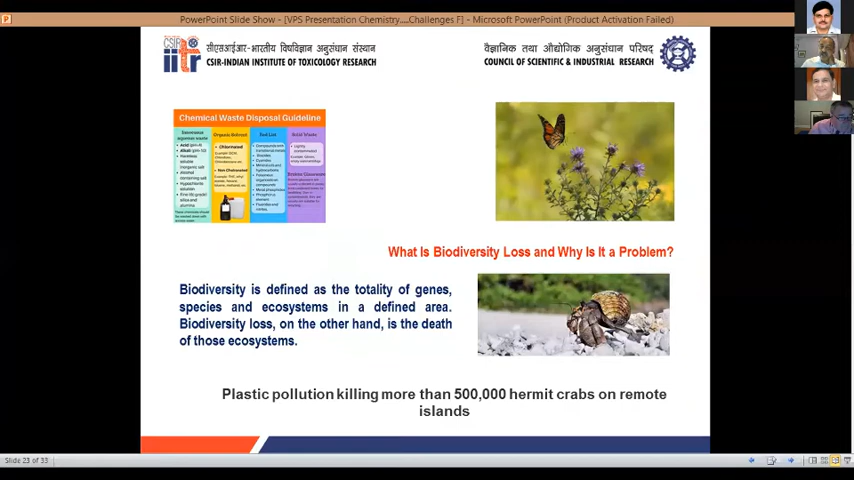 PowerPoint Slide Show - [VPS Presentation Chemistry....Challenges F] - Microsoft PowerPoint (Product Activation Failed)
CSIR
iitr
सीएसआईआर-भारतीय विषविज्ञान अनुसंधान संस्थान
CSIR-INDIAN INSTITUTE OF TOXICOLOGY RESEARCH
वैज्ञानिक तथा औद्योगिक अनुसंधान परिषद्
COUNCIL OF SCIENTIFIC & INDUSTRIAL RESEARCH
Chemical Waste Disposal Guideline
Solid Waste
What Is Biodiversity Loss and Why Is It a Problem?
Biodiversity is defined as the totality of genes,
species and ecosystems in a defined area.
Biodiversity loss, on the other hand, is the death
of those ecosystems.
Plastic pollution killing more than 500,000 hermit crabs on remote
islands
Slide 23 of 33